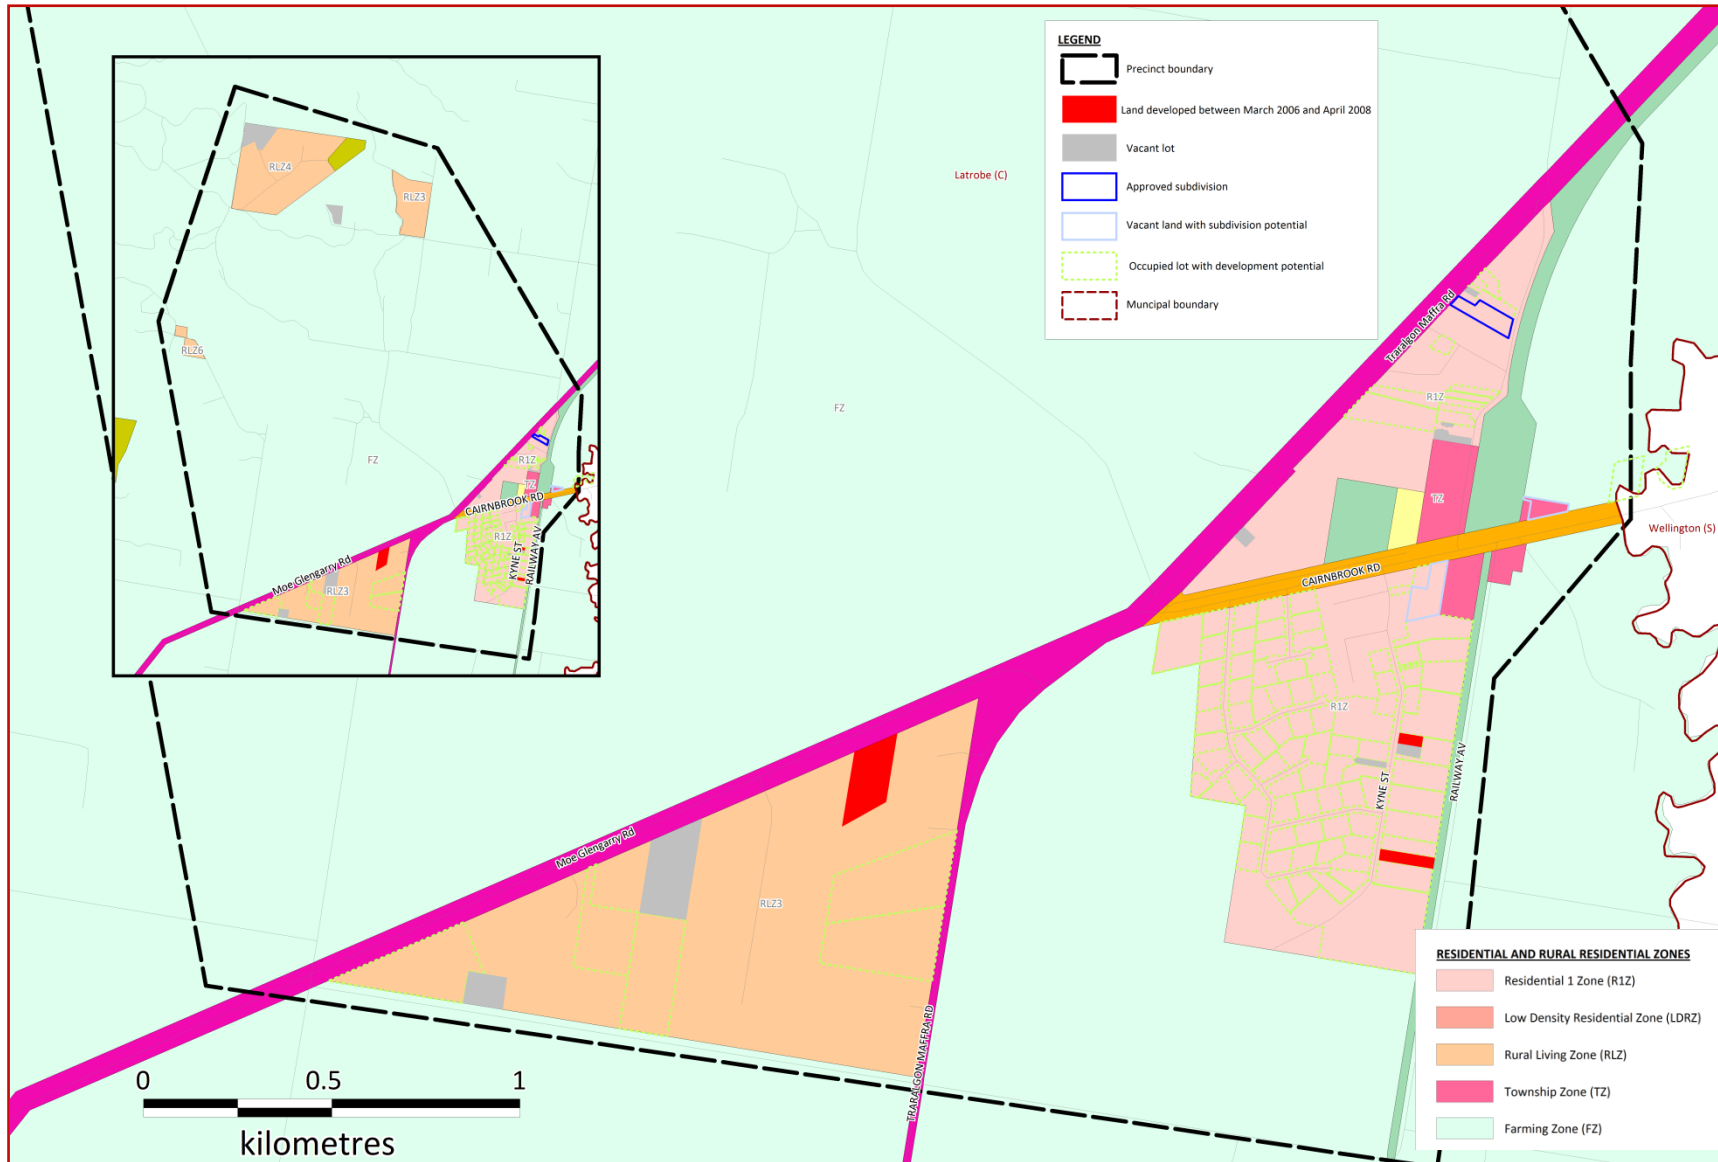 LEGEND
Precinct boundary
Land developed between March 2006 and April 2008
Vacant lot
Approved subdivision
Vacant land with subdivision potential
Occupied lot with development potential
Muncipal boundary
RLZ4
RLZ3
RLZ6
FZ
R1Z
TZ
CAIRNBROOK RD
R1Z
KYNE ST
RAILWAY AV
Moe Glengarry Rd
RLZ3
Latrobe (C)
FZ
Traralgon Maffra Rd
R1Z
TZ
Wellington (S)
CAIRNBROOK RD
R1Z
KYNE ST
RAILWAY AV
Moe Glengarry Rd
RLZ3
TRARALGON MAFFRA RD
0 0.5 1
kilometres
RESIDENTIAL AND RURAL RESIDENTIAL ZONES
Residential 1 Zone (R1Z)
Low Density Residential Zone (LDRZ)
Rural Living Zone (RLZ)
Township Zone (TZ)
Farming Zone (FZ)